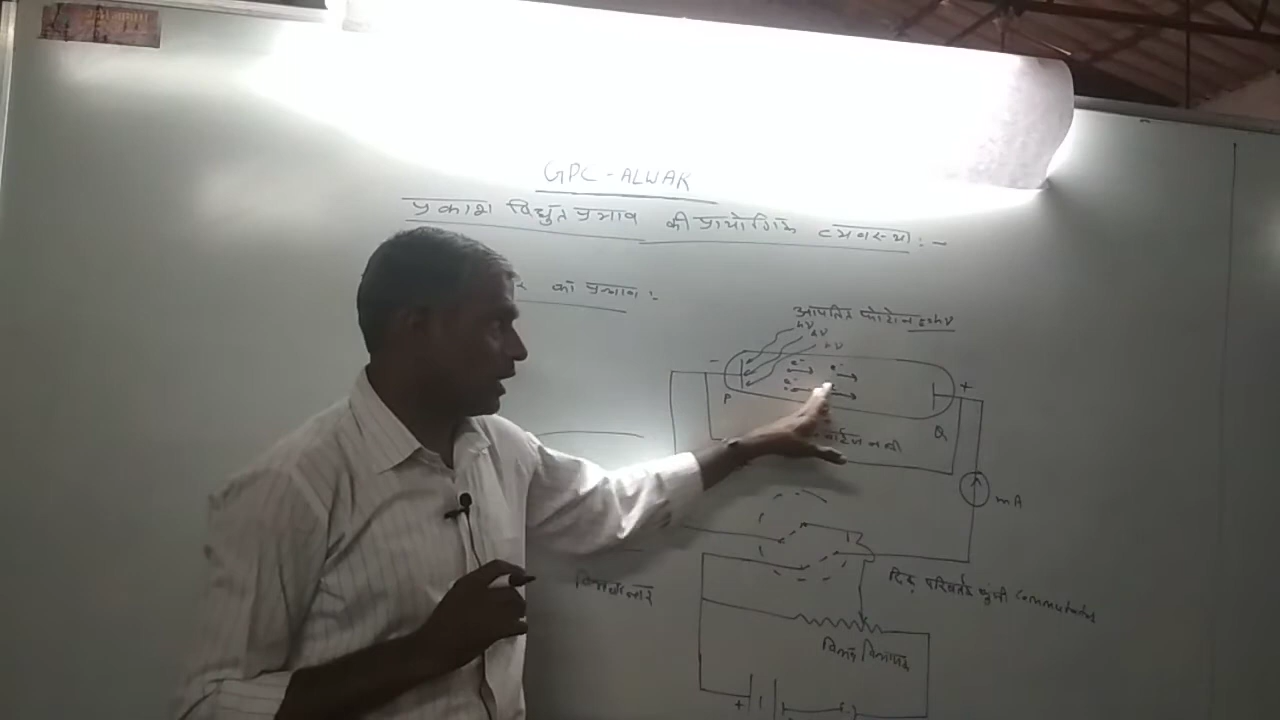 GPC - ALWAR
प्रकाश विद्युत प्रभाव की प्रायोगिक व्यवस्था :-
का प्रभाव :-
आपतित फोटोन E=hν
hν
hν
hν
- e- e- +
e-
P
Q
mA
दिक् परिवर्तक कुंजी commutator
विभव विभाजक
+